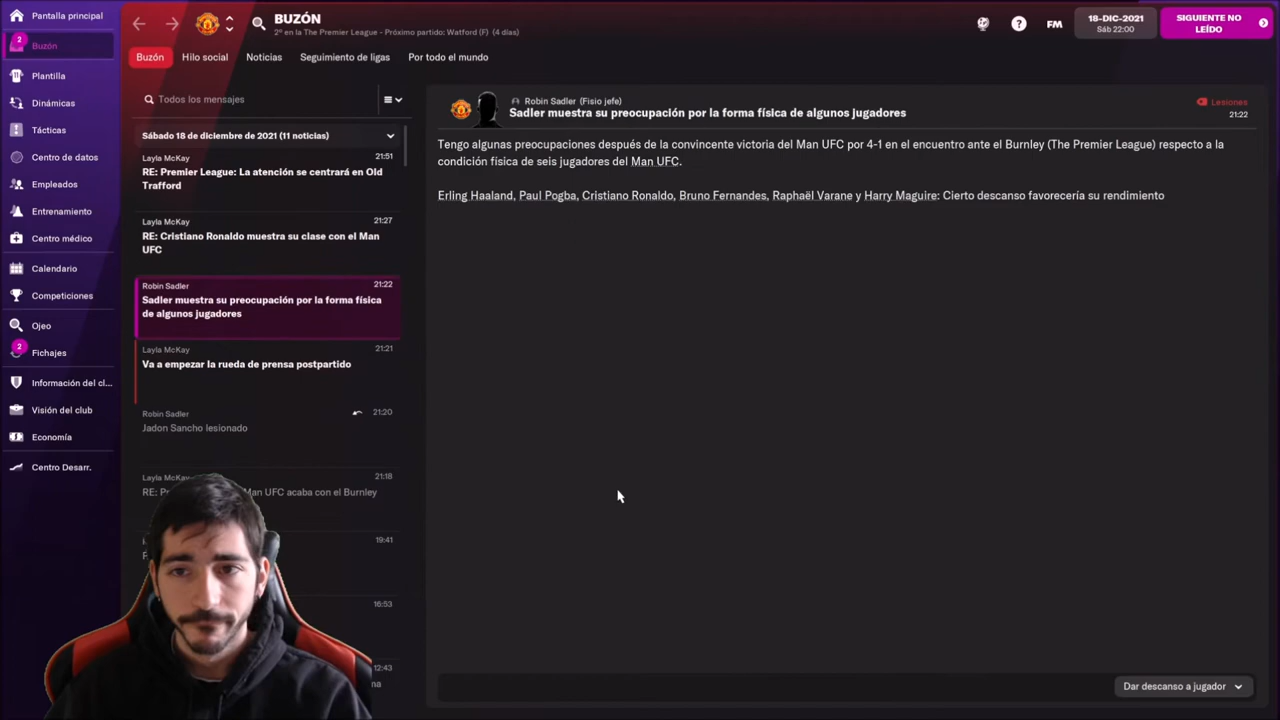 Pantalla principal
2
Buzón
Plantilla
Dinámicas
Tácticas
Centro de datos
Empleados
Entrenamiento
Centro médico
Calendario
Competiciones
Ojeo
2
Fichajes
Información del cl...
Visión del club
Economía
Centro Desarr.
BUZÓN
2º en la The Premier League - Próximo partido: Watford (F) (4 días)
?
FM
18-DIC-2021
Sáb 22:00
SIGUIENTE NO
LEÍDO
Buzón
Hilo social
Noticias
Seguimiento de ligas
Por todo el mundo
Todos los mensajes
Sábado 18 de diciembre de 2021 (11 noticias)
Layla McKay
21:51
RE: Premier League: La atención se centrará en Old
Trafford
Layla McKay
21:27
RE: Cristiano Ronaldo muestra su clase con el Man
UFC
Robin Sadler
21:22
Sadler muestra su preocupación por la forma física
de algunos jugadores
Layla McKay
21:21
Va a empezar la rueda de prensa postpartido
Robin Sadler
21:20
Jadon Sancho lesionado
Layla McKay
21:18
RE: Man UFC acaba con el Burnley
19:41
16:53
12:43
Robin Sadler (Fisio jefe)
Sadler muestra su preocupación por la forma física de algunos jugadores
Lesiones
21:22
Tengo algunas preocupaciones después de la convincente victoria del Man UFC por 4-1 en el encuentro ante el Burnley (The Premier League) respecto a la
condición física de seis jugadores del Man UFC.
Erling Haaland, Paul Pogba, Cristiano Ronaldo, Bruno Fernandes, Raphaël Varane y Harry Maguire: Cierto descanso favorecería su rendimiento
Dar descanso a jugador